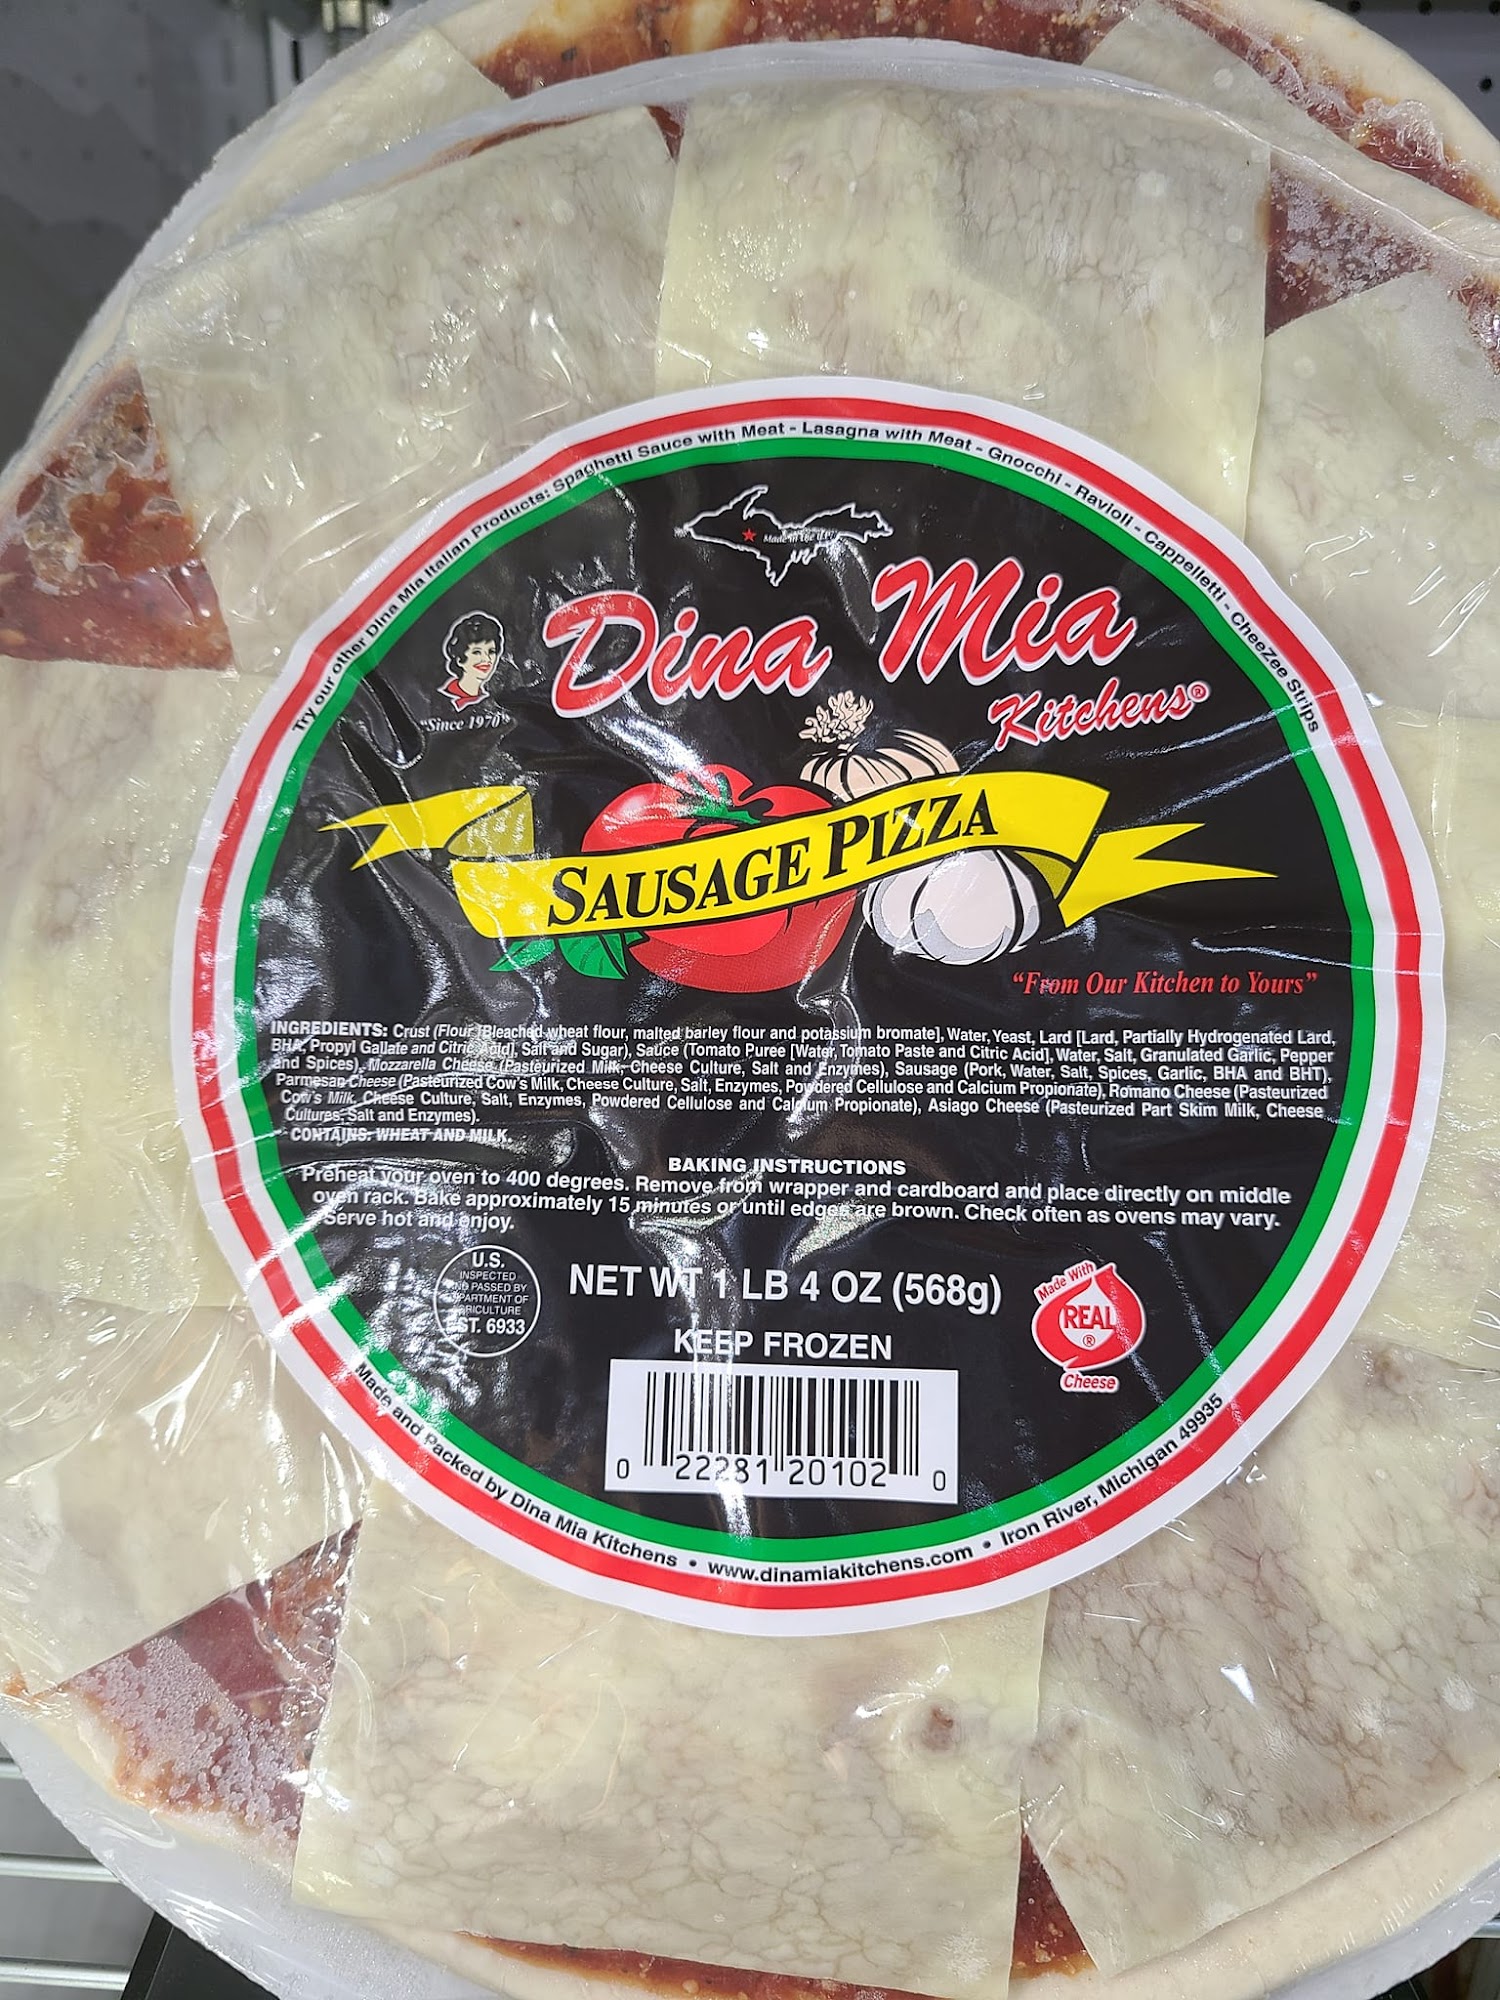 Try our other Dina Mia Italian Products: Spaghetti Sauce with Meat - Lasagna with Meat - Gnocchi - Ravioli - Cappelletti - CheeZee Strips
Made in the U.P.
Dina Mia
Kitchens®
"Since 1970"
SAUSAGE PIZZA
"From Our Kitchen to Yours"
INGREDIENTS: Crust (Flour [Bleached wheat flour, malted barley flour and potassium bromate], Water, Yeast, Lard [Lard, Partially Hydrogenated Lard,
BHA, Propyl Gallate and Citric Acid], Salt and Sugar), Sauce (Tomato Puree [Water, Tomato Paste and Citric Acid], Water, Salt, Granulated Garlic, Pepper
and Spices), Mozzarella Cheese (Pasteurized Milk, Cheese Culture, Salt and Enzymes), Sausage (Pork, Water, Salt, Spices, Garlic, BHA and BHT),
Parmesan Cheese (Pasteurized Cow's Milk, Cheese Culture, Salt, Enzymes, Powdered Cellulose and Calcium Propionate), Romano Cheese (Pasteurized
Cow's Milk, Cheese Culture, Salt, Enzymes, Powdered Cellulose and Calcium Propionate), Asiago Cheese (Pasteurized Part Skim Milk, Cheese
Cultures, Salt and Enzymes).
CONTAINS: WHEAT AND MILK.
BAKING INSTRUCTIONS
Preheat your oven to 400 degrees. Remove from wrapper and cardboard and place directly on middle
oven rack. Bake approximately 15 minutes or until edges are brown. Check often as ovens may vary.
Serve hot and enjoy.
U.S.
INSPECTED
AND PASSED BY
DEPARTMENT OF
AGRICULTURE
EST. 6933
NET WT 1 LB 4 OZ (568g)
KEEP FROZEN
Made With
REAL
®
Cheese
0 22281 20102 0
Made and Packed by Dina Mia Kitchens • www.dinamiakitchens.com • Iron River, Michigan 49935